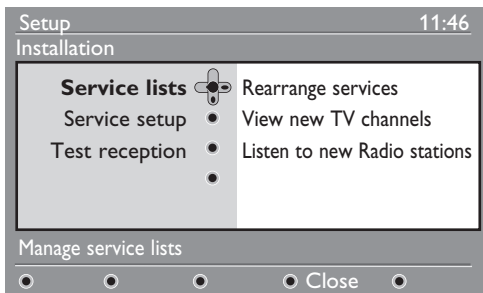 Setup 11:46
Installation
Service lists Rearrange services
Service setup View new TV channels
Test reception Listen to new Radio stations
Manage service lists
Close